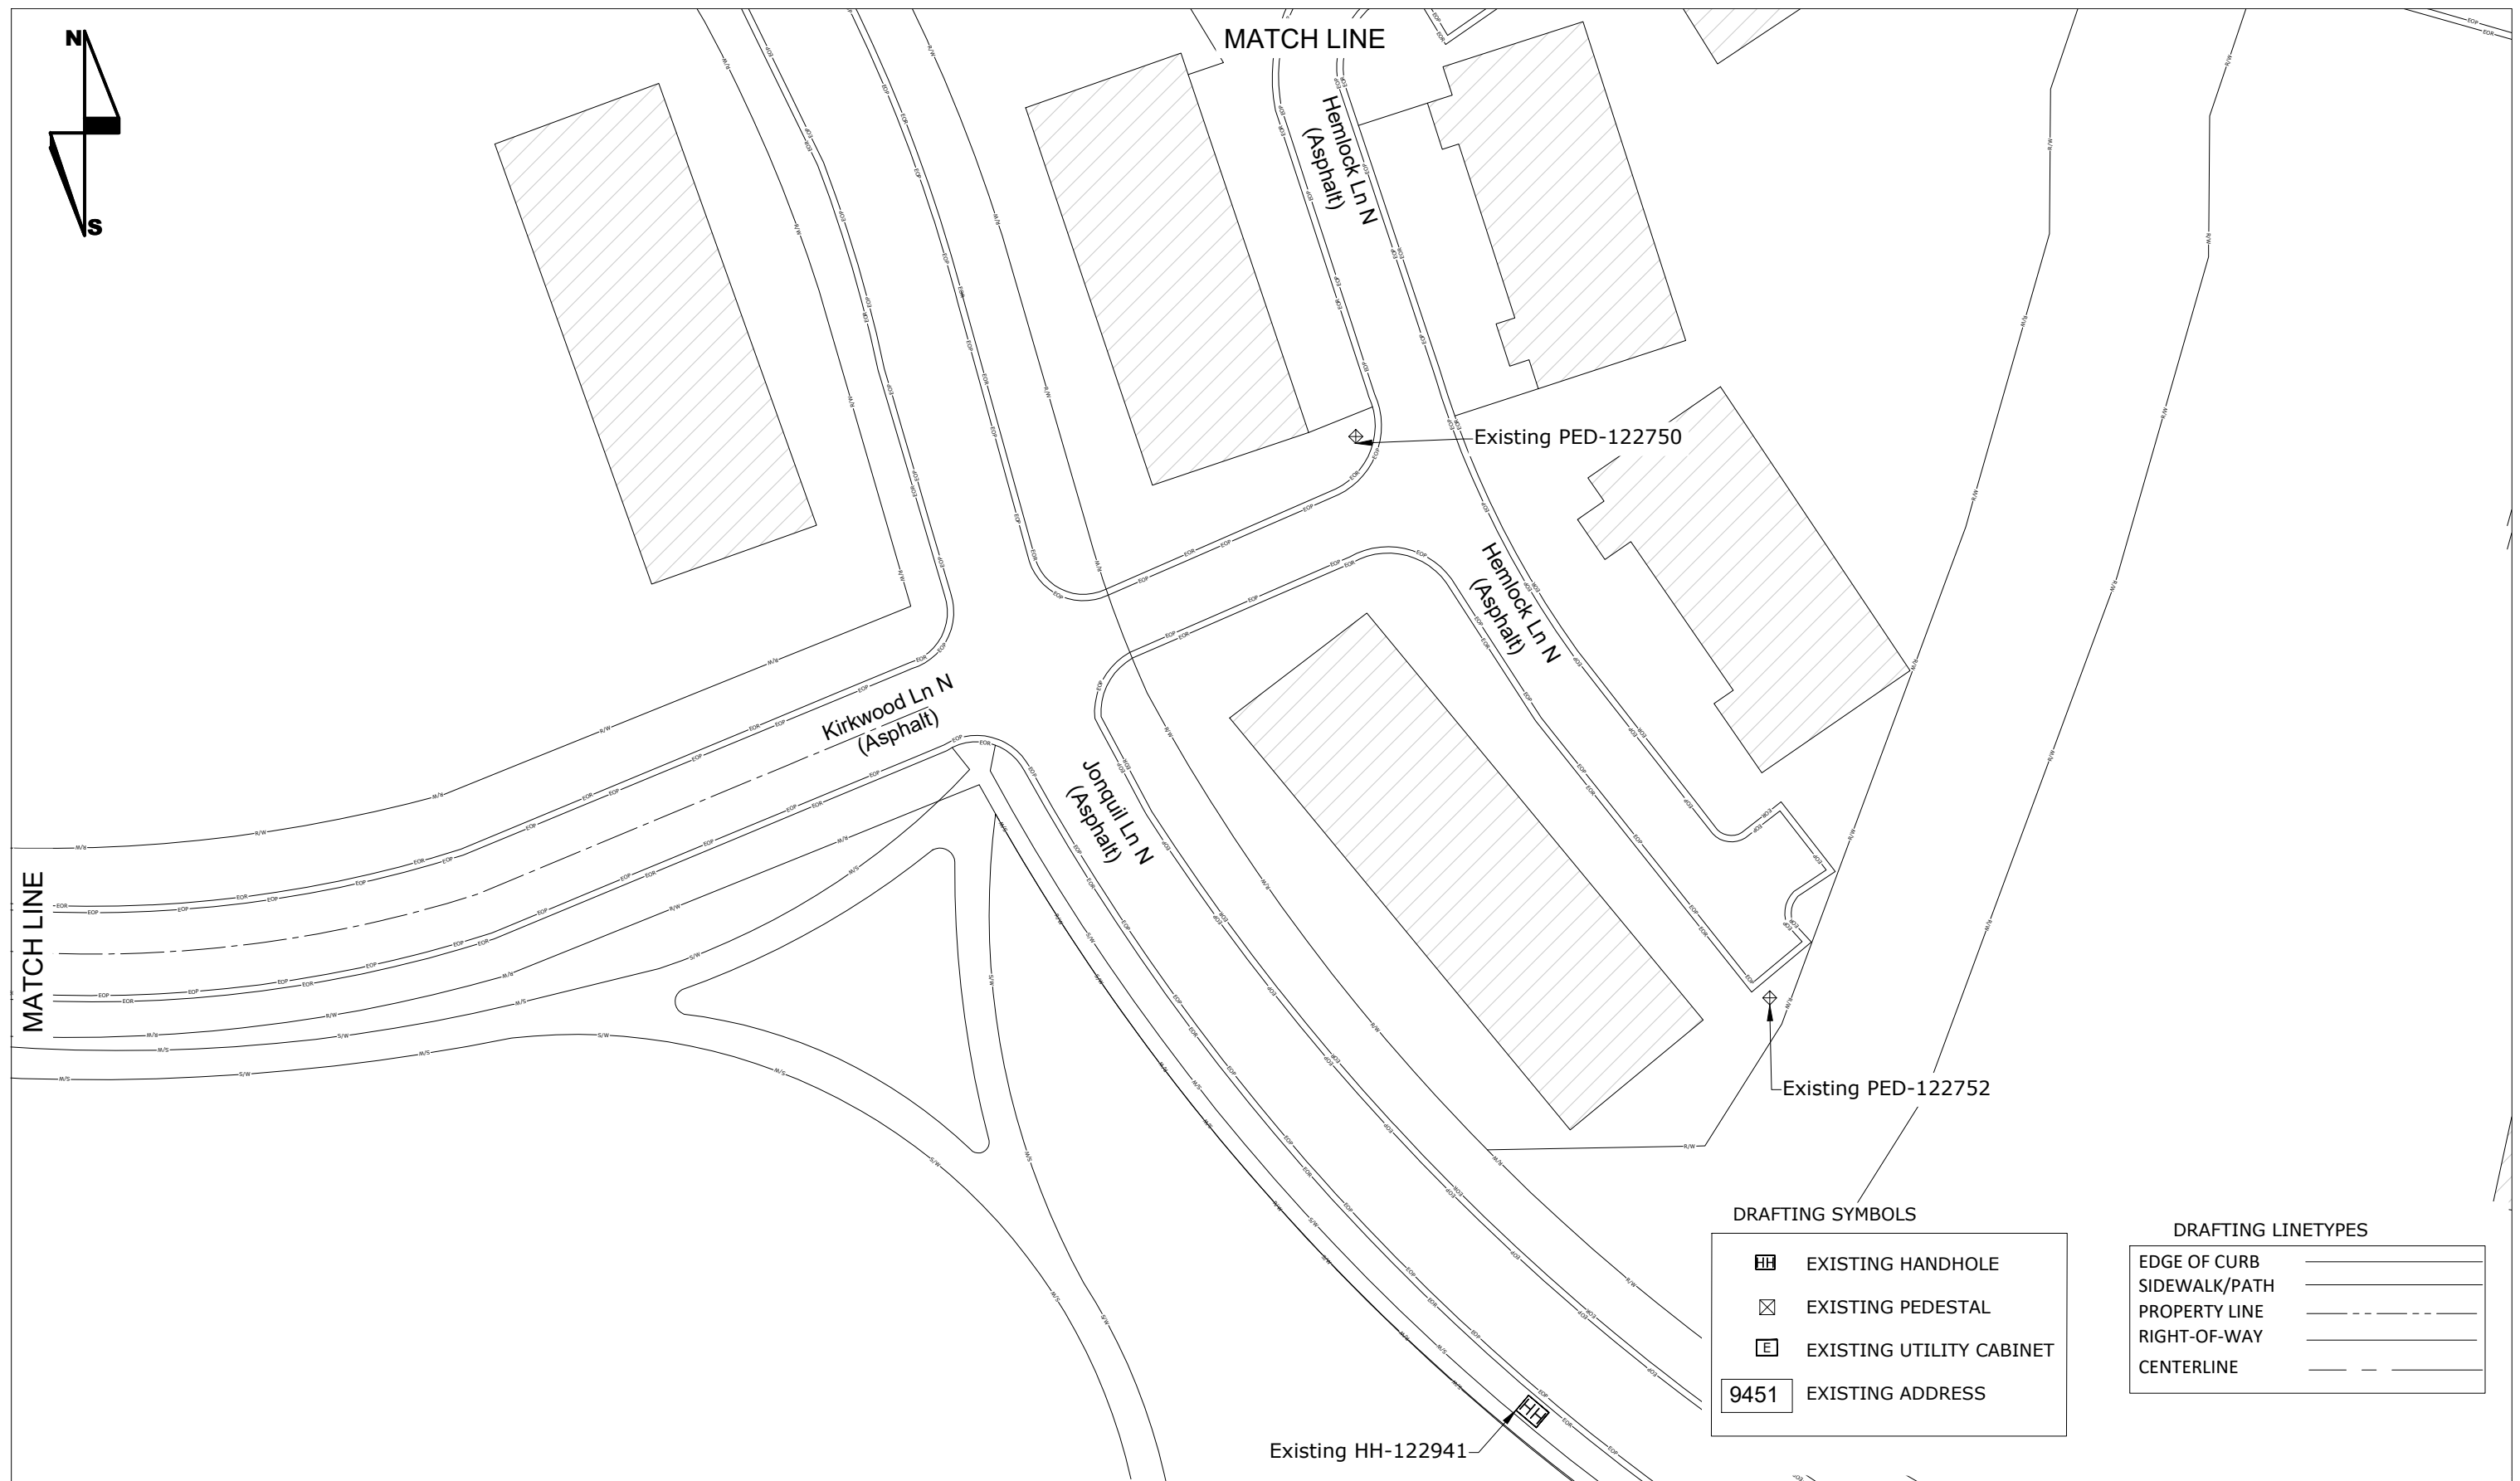 N
S
MATCH LINE
Hemlock Ln N
(Asphalt)
Existing PED-122750
Hemlock Ln N
(Asphalt)
Kirkwood Ln N
(Asphalt)
Jonquil Ln N
(Asphalt)
MATCH LINE
Existing PED-122752
Existing HH-122941
DRAFTING SYMBOLS
HH EXISTING HANDHOLE
EXISTING PEDESTAL
E EXISTING UTILITY CABINET
9451 EXISTING ADDRESS
DRAFTING LINETYPES
EDGE OF CURB
SIDEWALK/PATH
PROPERTY LINE
RIGHT-OF-WAY
CENTERLINE
HH
R/W
S/W
EOP
EOR